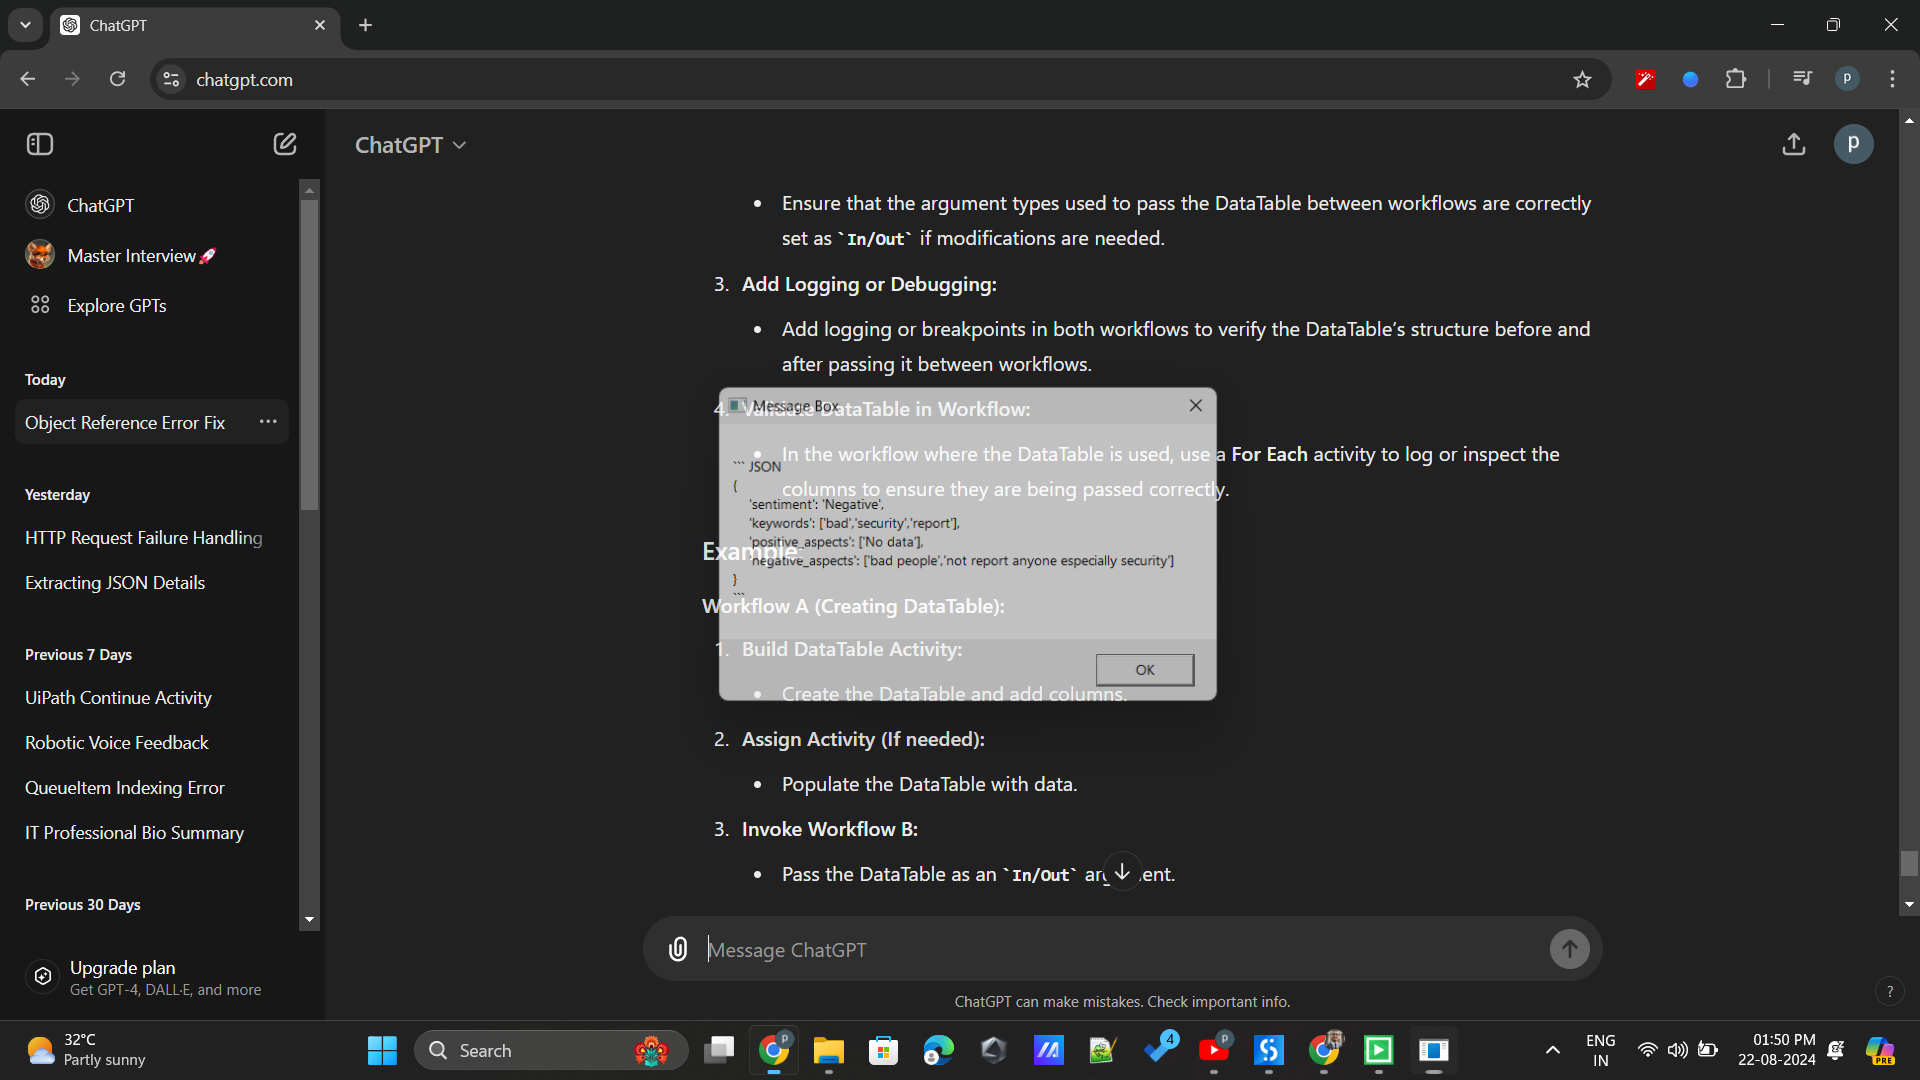 ChatGPT
chatgpt.com
p
ChatGPT
Master Interview🚀
Explore GPTs
Today
Object Reference Error Fix
Yesterday
HTTP Request Failure Handling
Extracting JSON Details
Previous 7 Days
UiPath Continue Activity
Robotic Voice Feedback
QueueItem Indexing Error
IT Professional Bio Summary
Previous 30 Days
Upgrade plan
Get GPT-4, DALL·E, and more
ChatGPT
p
• Ensure that the argument types used to pass the DataTable between workflows are correctly
set as `In/Out` if modifications are needed.
3. Add Logging or Debugging:
• Add logging or breakpoints in both workflows to verify the DataTable's structure before and
after passing it between workflows.
4. Validate DataTable in Workflow:
• In the workflow where the DataTable is used, use a For Each activity to log or inspect the
columns to ensure they are being passed correctly.
Example:
Workflow A (Creating DataTable):
1. Build DataTable Activity:
• Create the DataTable and add columns.
2. Assign Activity (If needed):
• Populate the DataTable with data.
3. Invoke Workflow B:
• Pass the DataTable as an `In/Out` ar ent.
Message Box
``` JSON
{
'sentiment': 'Negative',
'keywords': ['bad','security','report'],
'positive_aspects': ['No data'],
'negative_aspects': ['bad people','not report anyone especially security']
}
```
OK
Message ChatGPT
ChatGPT can make mistakes. Check important info.
?
32°C
Partly sunny
Search
P
4
P
ENG
IN
01:50 PM
22-08-2024
PRE